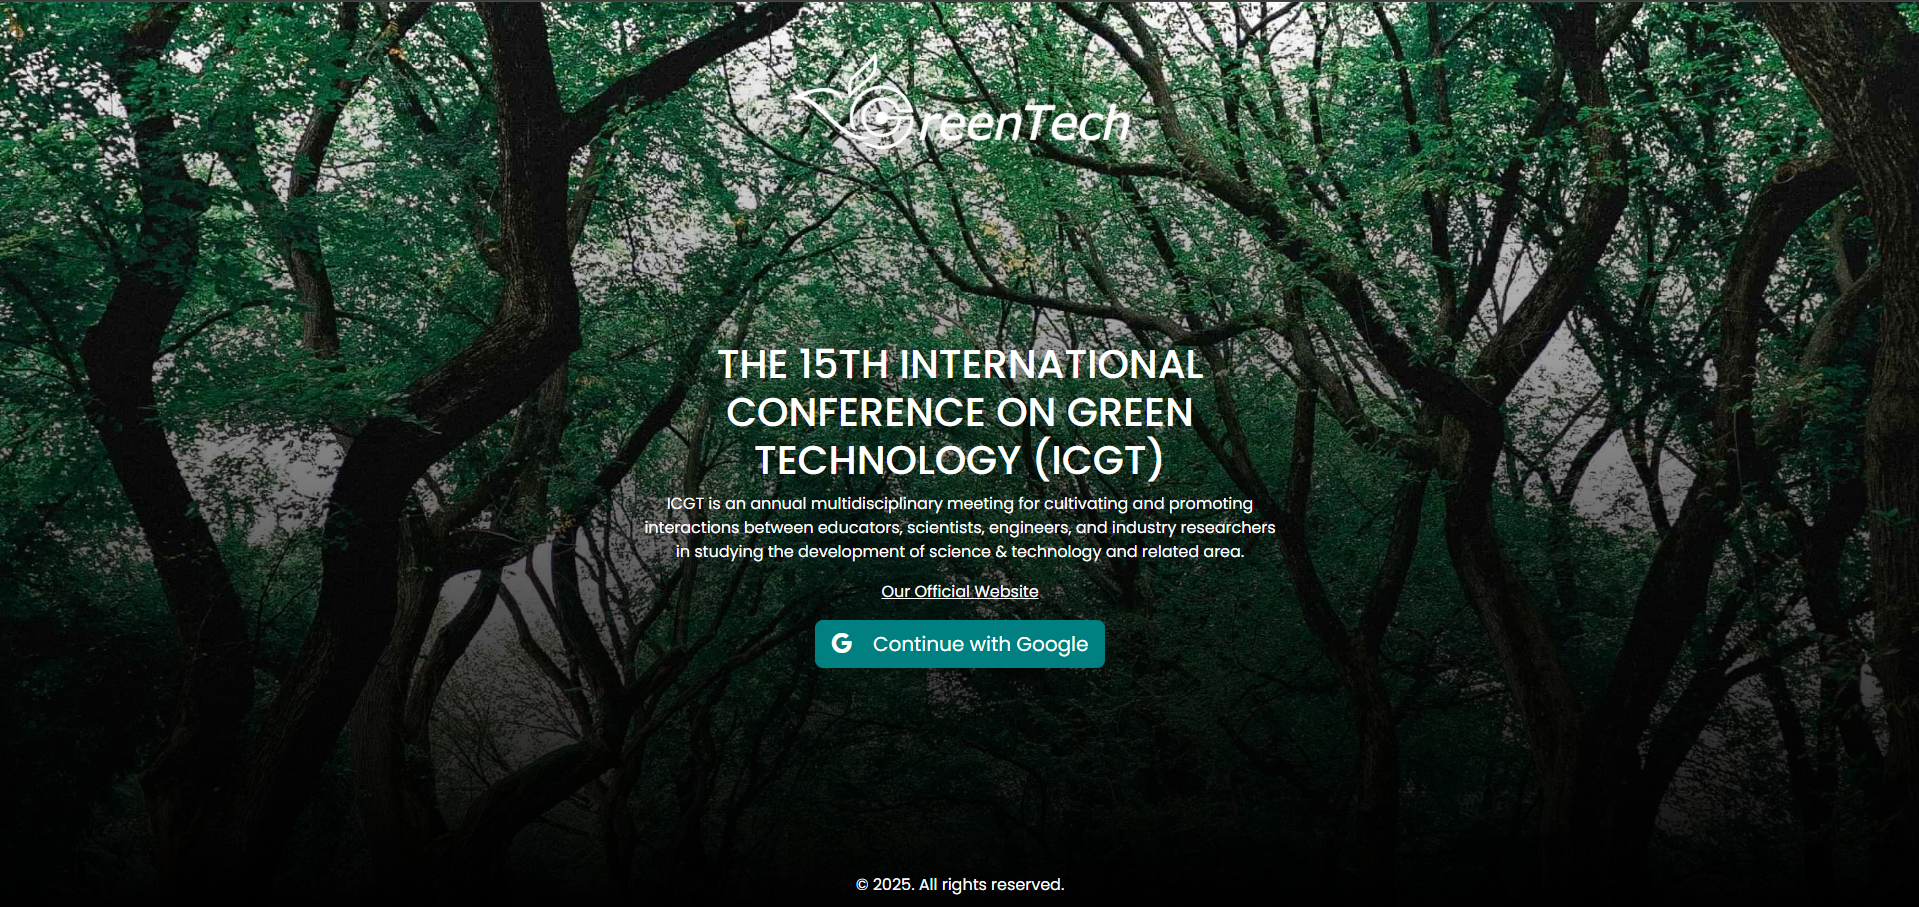 GreenTech
THE 15TH INTERNATIONAL
CONFERENCE ON GREEN
TECHNOLOGY (ICGT)
ICGT is an annual multidisciplinary meeting for cultivating and promoting
interactions between educators, scientists, engineers, and industry researchers
in studying the development of science & technology and related area.
Our Official Website
G Continue with Google
© 2025. All rights reserved.